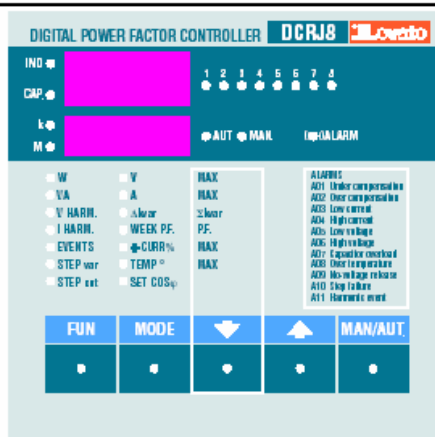 DIGITAL POWER FACTOR CONTROLLER DCRJ8 Lovato
IND
CAP.
1 2 3 4 5 6 7 8
k
M
AUT MAN. ALARM
W V MAX
VA A MAX
V HARM. Δkvar Σkvar
I HARM. WEEK P.F. P.F.
EVENTS CURR% MAX
STEP var TEMP ° MAX
STEP cnt SET COSφ
ALARMS
A01 Under compensation
A02 Over compensation
A03 Low current
A04 High current
A05 Low voltage
A06 High voltage
A07 Capacitor overload
A08 Over temperature
A09 No-voltage release
A10 Step failure
A11 Harmonic event
FUN MODE MAN/AUT.